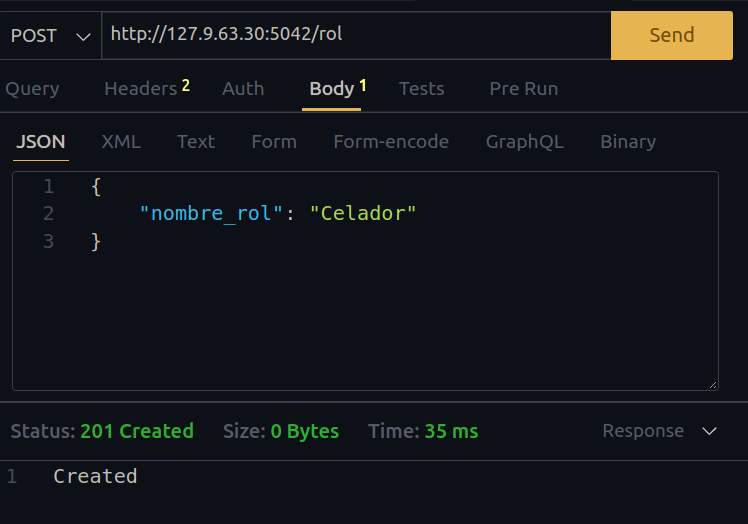 POST http://127.9.63.30:5042/rol Send
Query Headers 2 Auth Body 1 Tests Pre Run
JSON XML Text Form Form-encode GraphQL Binary
1 {
2 "nombre_rol": "Celador"
3 }
Status: 201 Created Size: 0 Bytes Time: 35 ms Response
1 Created